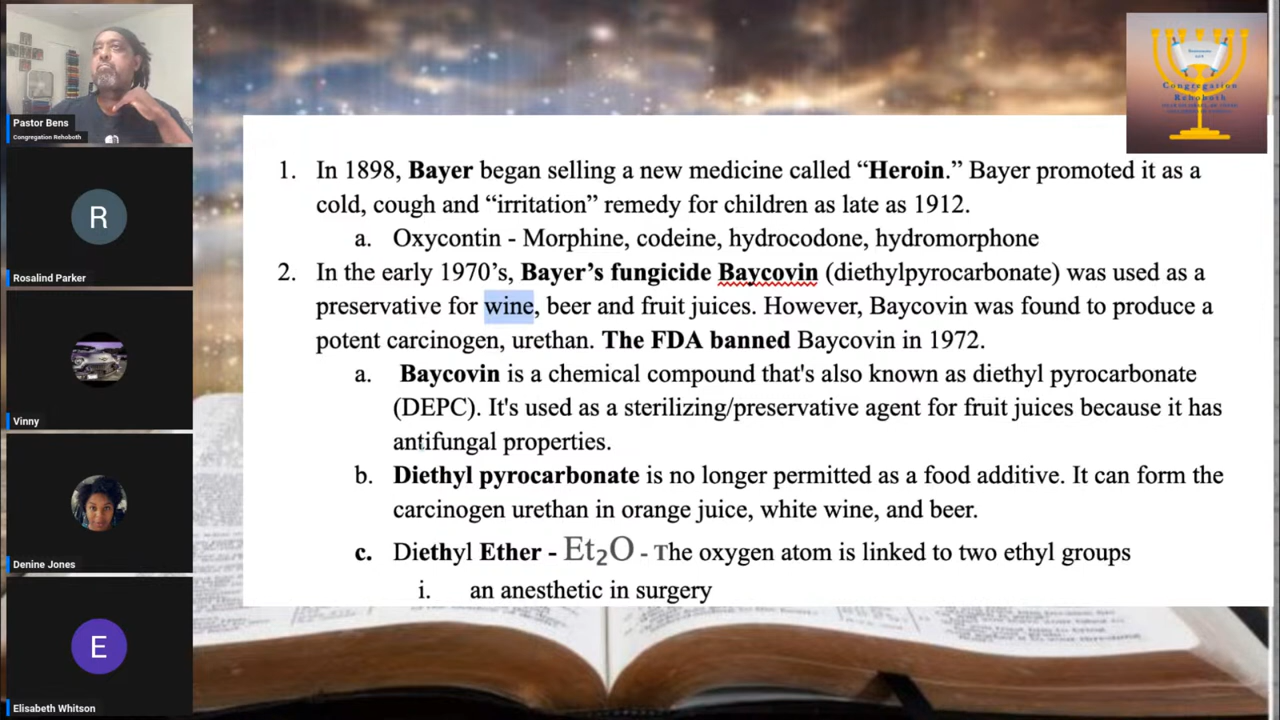 Pastor Bens
Congregation Rehoboth
R
Rosalind Parker
Vinny
Denine Jones
E
Elisabeth Whitson
Congregation
Rehoboth
1. In 1898, Bayer began selling a new medicine called “Heroin.” Bayer promoted it as a
cold, cough and “irritation” remedy for children as late as 1912.
a. Oxycontin - Morphine, codeine, hydrocodone, hydromorphone
2. In the early 1970’s, Bayer’s fungicide Baycovin (diethylpyrocarbonate) was used as a
preservative for wine, beer and fruit juices. However, Baycovin was found to produce a
potent carcinogen, urethan. The FDA banned Baycovin in 1972.
a. Baycovin is a chemical compound that's also known as diethyl pyrocarbonate
(DEPC). It's used as a sterilizing/preservative agent for fruit juices because it has
antifungal properties.
b. Diethyl pyrocarbonate is no longer permitted as a food additive. It can form the
carcinogen urethan in orange juice, white wine, and beer.
c. Diethyl Ether - Et₂O - The oxygen atom is linked to two ethyl groups
i. an anesthetic in surgery